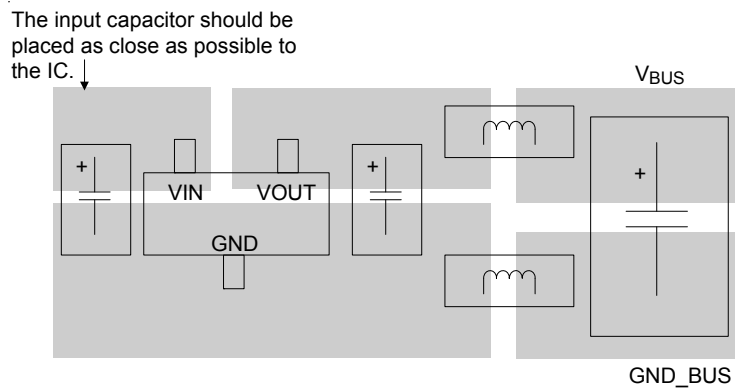 The input capacitor should be
placed as close as possible to
the IC.
VBUS
+
+
+
VIN
VOUT
GND
GND_BUS